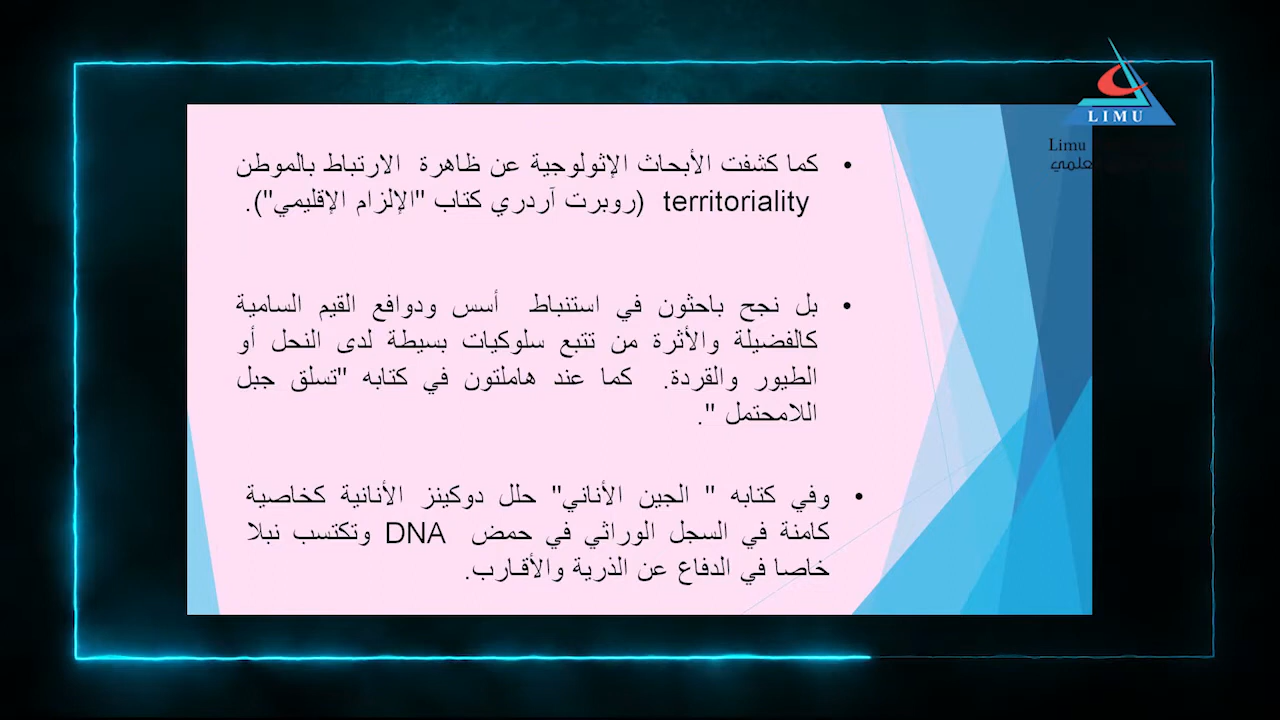 LIMU
Limu
علمي
• كما كشفت الأبحاث الإثولوجية عن ظاهرة الارتباط بالموطن
territoriality (روبرت آردري كتاب "الإلزام الإقليمي").
• بل نجح باحثون في استنباط أسس ودوافع القيم السامية
كالفضيلة والأثرة من تتبع سلوكيات بسيطة لدى النحل أو
الطيور والقردة. كما عند هاملتون في كتابه "تسلق جبل
اللامحتمل ".
• وفي كتابه " الجين الأناني" حلل دوكينز الأنانية كخاصية
كامنة في السجل الوراثي في حمض DNA وتكتسب نبلا
خاصا في الدفاع عن الذرية والأقـارب.